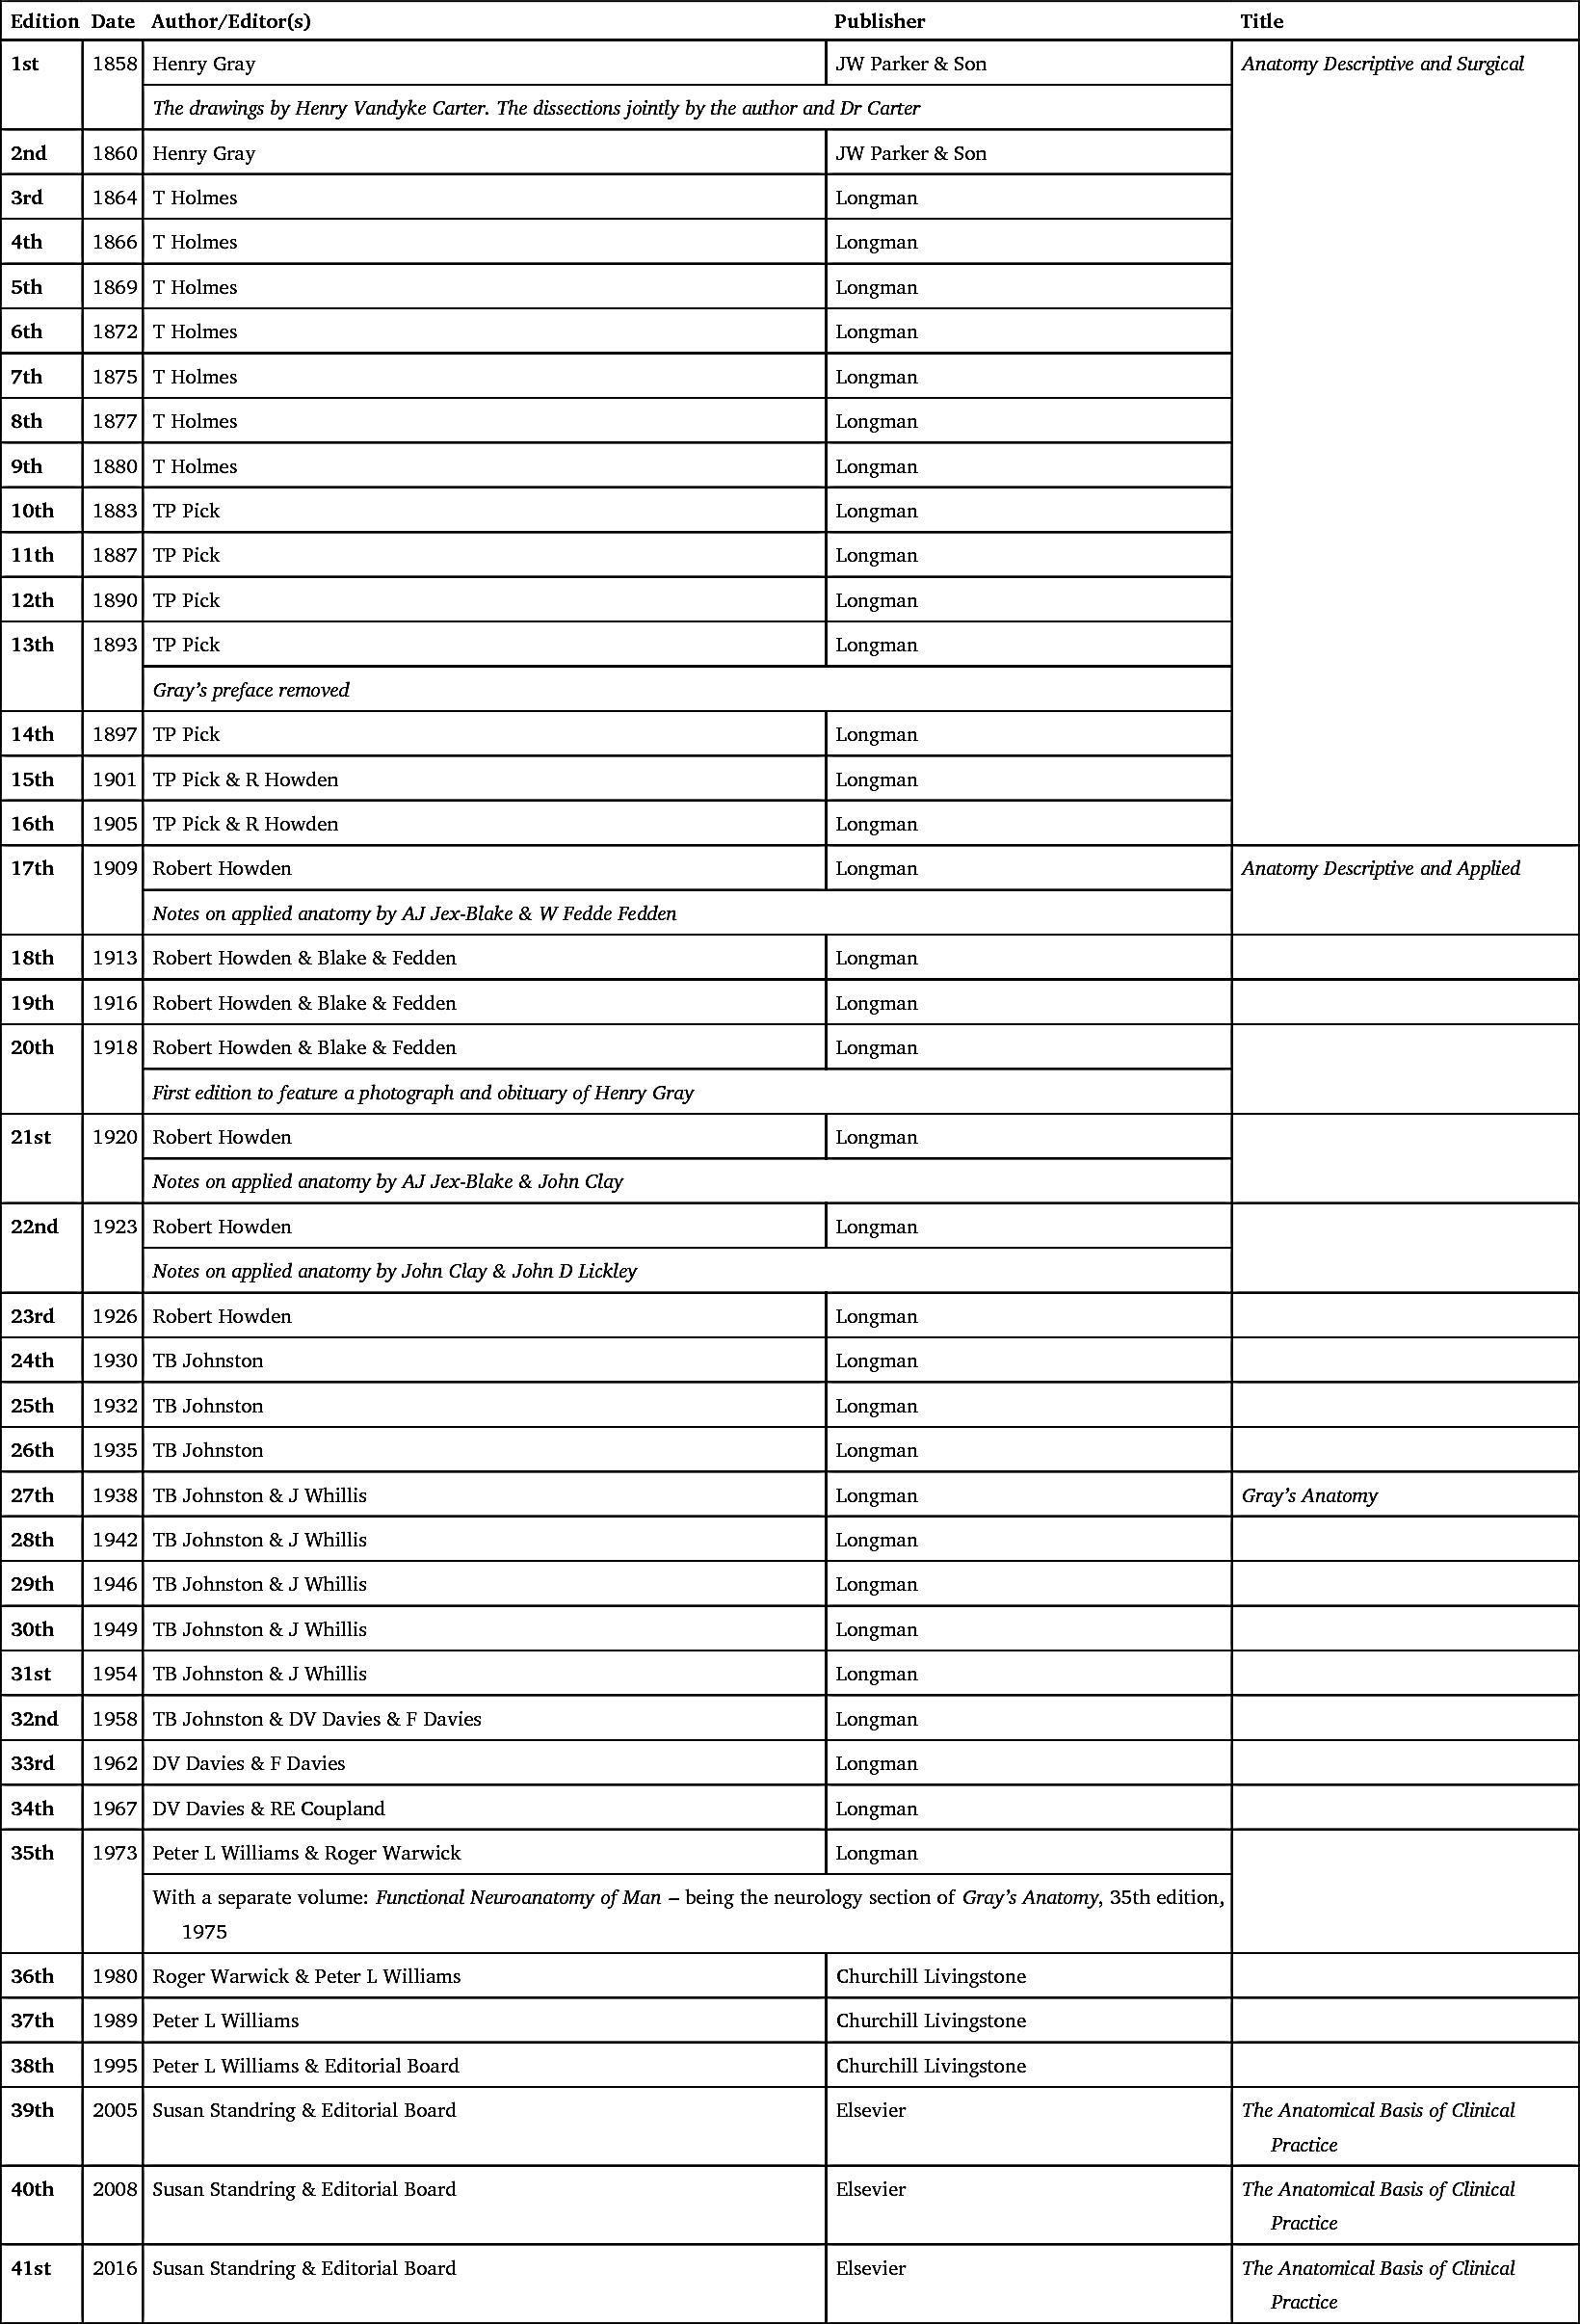 Edition Date Author/Editor(s) Publisher Title
1st 1858 Henry Gray JW Parker & Son Anatomy Descriptive and Surgical
The drawings by Henry Vandyke Carter. The dissections jointly by the author and Dr Carter
2nd 1860 Henry Gray JW Parker & Son
3rd 1864 T Holmes Longman
4th 1866 T Holmes Longman
5th 1869 T Holmes Longman
6th 1872 T Holmes Longman
7th 1875 T Holmes Longman
8th 1877 T Holmes Longman
9th 1880 T Holmes Longman
10th 1883 TP Pick Longman
11th 1887 TP Pick Longman
12th 1890 TP Pick Longman
13th 1893 TP Pick Longman
Gray’s preface removed
14th 1897 TP Pick Longman
15th 1901 TP Pick & R Howden Longman
16th 1905 TP Pick & R Howden Longman
17th 1909 Robert Howden Longman Anatomy Descriptive and Applied
Notes on applied anatomy by AJ Jex-Blake & W Fedde Fedden
18th 1913 Robert Howden & Blake & Fedden Longman
19th 1916 Robert Howden & Blake & Fedden Longman
20th 1918 Robert Howden & Blake & Fedden Longman
First edition to feature a photograph and obituary of Henry Gray
21st 1920 Robert Howden Longman
Notes on applied anatomy by AJ Jex-Blake & John Clay
22nd 1923 Robert Howden Longman
Notes on applied anatomy by John Clay & John D Lickley
23rd 1926 Robert Howden Longman
24th 1930 TB Johnston Longman
25th 1932 TB Johnston Longman
26th 1935 TB Johnston Longman
27th 1938 TB Johnston & J Whillis Longman Gray’s Anatomy
28th 1942 TB Johnston & J Whillis Longman
29th 1946 TB Johnston & J Whillis Longman
30th 1949 TB Johnston & J Whillis Longman
31st 1954 TB Johnston & J Whillis Longman
32nd 1958 TB Johnston & DV Davies & F Davies Longman
33rd 1962 DV Davies & F Davies Longman
34th 1967 DV Davies & RE Coupland Longman
35th 1973 Peter L Williams & Roger Warwick Longman
With a separate volume: Functional Neuroanatomy of Man – being the neurology section of Gray’s Anatomy, 35th edition,
1975
36th 1980 Roger Warwick & Peter L Williams Churchill Livingstone
37th 1989 Peter L Williams Churchill Livingstone
38th 1995 Peter L Williams & Editorial Board Churchill Livingstone
39th 2005 Susan Standring & Editorial Board Elsevier The Anatomical Basis of Clinical
Practice
40th 2008 Susan Standring & Editorial Board Elsevier The Anatomical Basis of Clinical
Practice
41st 2016 Susan Standring & Editorial Board Elsevier The Anatomical Basis of Clinical
Practice